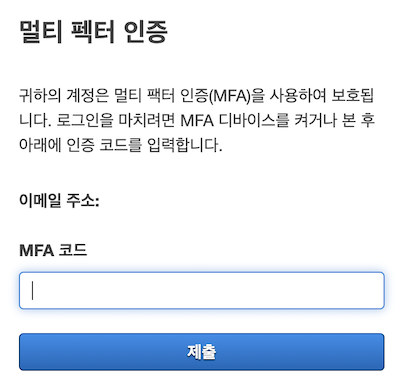 멀티 펙터 인증
귀하의 계정은 멀티 팩터 인증(MFA)을 사용하여 보호됩
니다. 로그인을 마치려면 MFA 디바이스를 켜거나 본 후
아래에 인증 코드를 입력합니다.
이메일 주소:
MFA 코드
제출